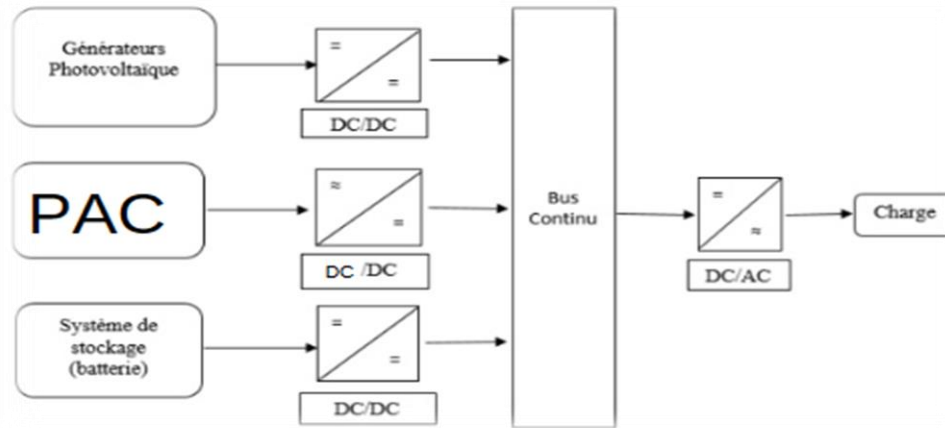 Générateurs
Photovoltaïque
=
=
DC/DC
PAC
≈
=
DC /DC
Système de
stockage
(batterie)
=
=
DC/DC
Bus
Continu
=
≈
DC/AC
Charge